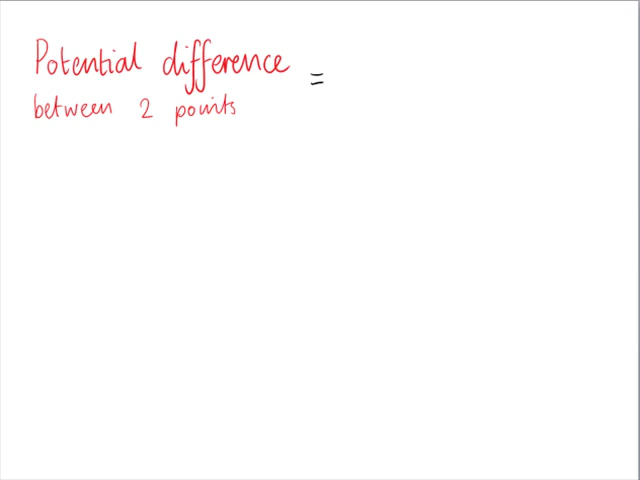 Potential difference =
between 2 points